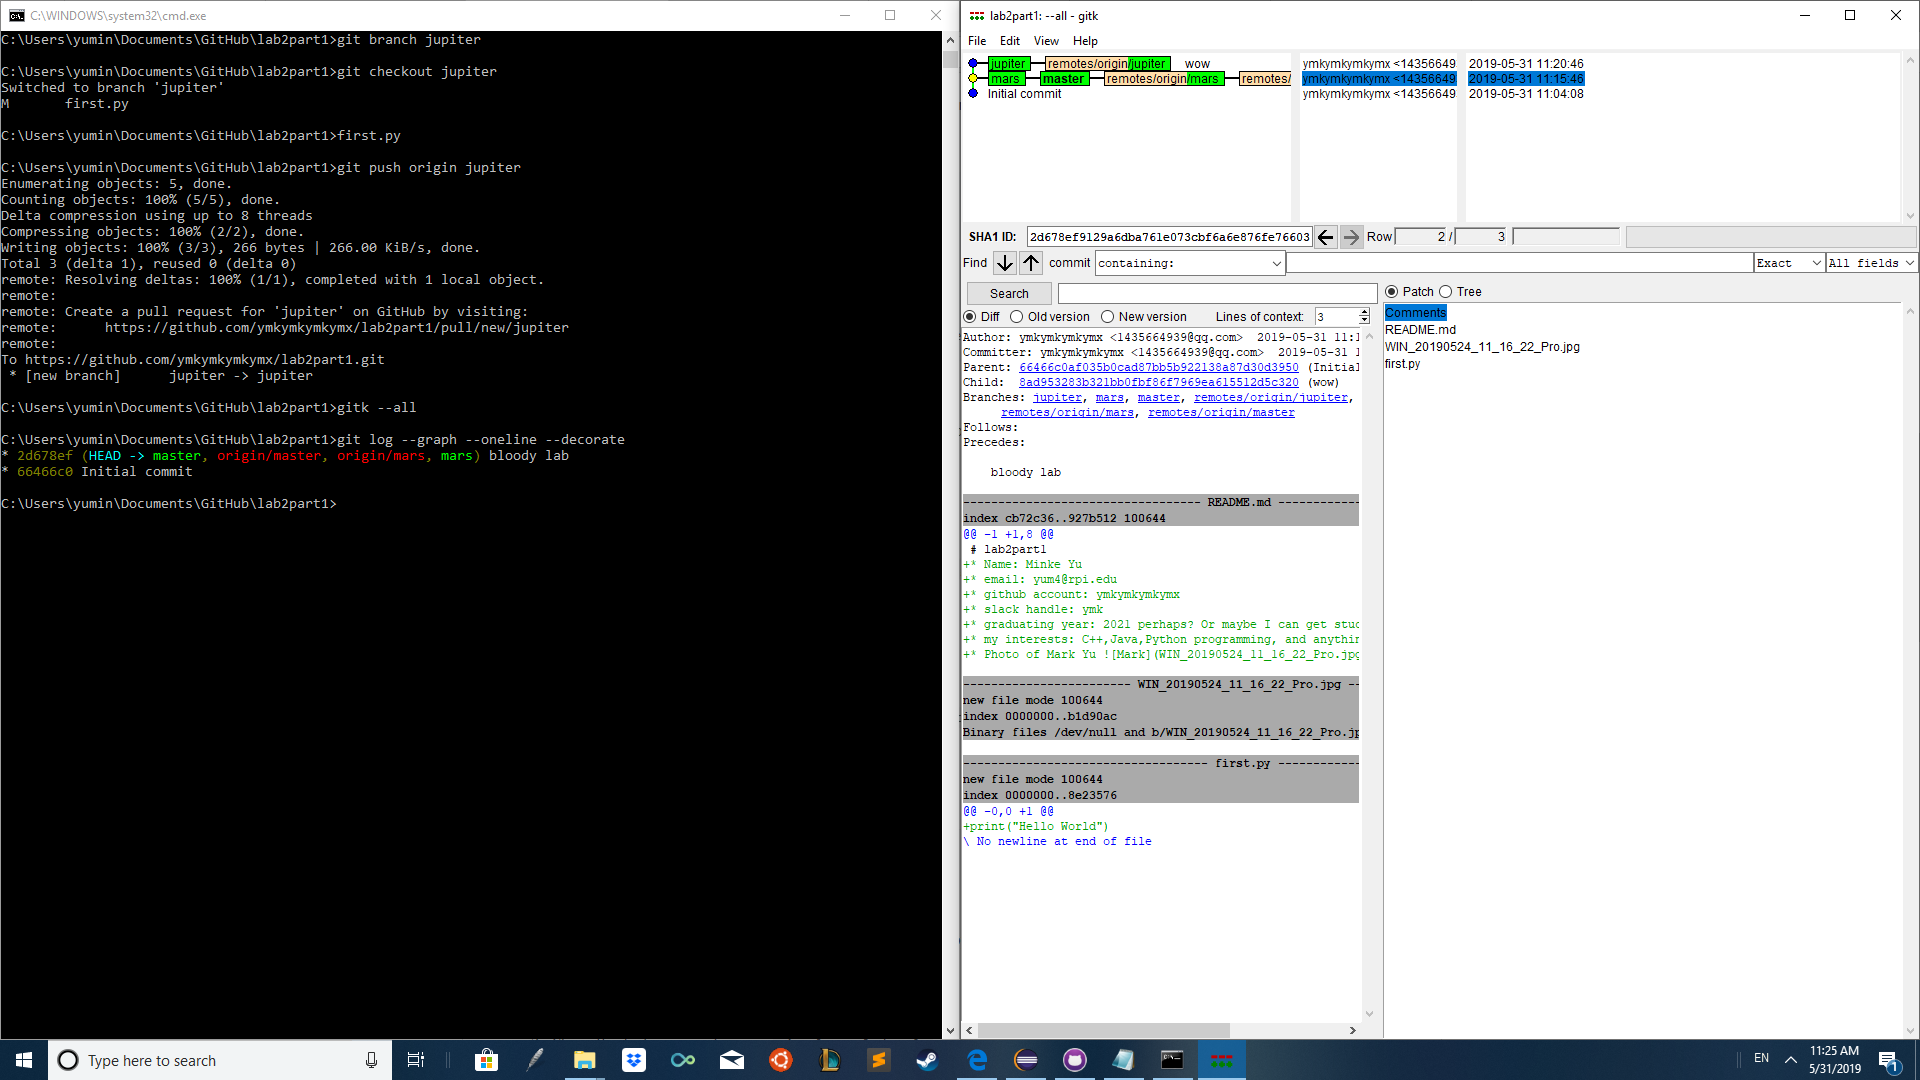 C:\WINDOWS\system32\cmd.exe
C:\Users\yumin\Documents\GitHub\lab2part1>git branch jupiter
C:\Users\yumin\Documents\GitHub\lab2part1>git checkout jupiter
Switched to branch 'jupiter'
M       first.py
C:\Users\yumin\Documents\GitHub\lab2part1>first.py
C:\Users\yumin\Documents\GitHub\lab2part1>git push origin jupiter
Enumerating objects: 5, done.
Counting objects: 100% (5/5), done.
Delta compression using up to 8 threads
Compressing objects: 100% (2/2), done.
Writing objects: 100% (3/3), 266 bytes | 266.00 KiB/s, done.
Total 3 (delta 1), reused 0 (delta 0)
remote: Resolving deltas: 100% (1/1), completed with 1 local object.
remote:
remote: Create a pull request for 'jupiter' on GitHub by visiting:
remote:      https://github.com/ymkymkymkymx/lab2part1/pull/new/jupiter
remote:
To https://github.com/ymkymkymkymx/lab2part1.git
 * [new branch]      jupiter -> jupiter
C:\Users\yumin\Documents\GitHub\lab2part1>gitk --all
C:\Users\yumin\Documents\GitHub\lab2part1>git log --graph --oneline --decorate
* 2d678ef (HEAD -> master, origin/master, origin/mars, mars) bloody lab
* 66466c0 Initial commit
C:\Users\yumin\Documents\GitHub\lab2part1>
lab2part1: --all - gitk
File Edit View Help
jupiter remotes/origin/jupiter wow ymkymkymkymx <14356649 2019-05-31 11:20:46
mars master remotes/origin/mars remotes/ ymkymkymkymx <14356649 2019-05-31 11:15:46
Initial commit ymkymkymkymx <14356649 2019-05-31 11:04:08
SHA1 ID: 2d678ef9129a6dba761e073cbf6a6e876fe76603 Row 2 / 3
Find commit containing: Exact All fields
Search
Patch Tree
Diff Old version New version Lines of context: 3
Author: ymkymkymkymx <1435664939@qq.com>  2019-05-31 11:1
Committer: ymkymkymkymx <1435664939@qq.com>  2019-05-31 1
Parent: 66466c0af035b0cad87bb5b922138a87d30d3950 (Initial
Child:  8ad953283b321bb0fbf86f7969ea615512d5c320 (wow)
Branches: jupiter, mars, master, remotes/origin/jupiter,
remotes/origin/mars, remotes/origin/master
Follows:
Precedes:
bloody lab
---------------------------------- README.md ------------
index cb72c36..927b512 100644
@@ -1 +1,8 @@
 # lab2part1
+* Name: Minke Yu
+* email: yum4@rpi.edu
+* github account: ymkymkymkymx
+* slack handle: ymk
+* graduating year: 2021 perhaps? Or maybe I can get stuc
+* my interests: C++,Java,Python programming, and anythin
+* Photo of Mark Yu ![Mark](WIN_20190524_11_16_22_Pro.jpg
------------------------ WIN_20190524_11_16_22_Pro.jpg --
new file mode 100644
index 0000000..b1d90ac
Binary files /dev/null and b/WIN_20190524_11_16_22_Pro.jp
----------------------------------- first.py ------------
new file mode 100644
index 0000000..8e23576
@@ -0,0 +1 @@
+print("Hello World")
\ No newline at end of file
Comments
README.md
WIN_20190524_11_16_22_Pro.jpg
first.py
Type here to search
EN
11:25 AM
5/31/2019
1